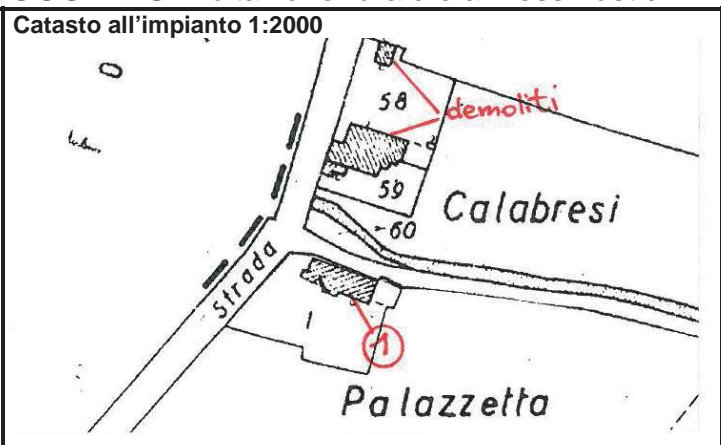 Catasto all'impianto 1:2000
58
demoliti
59
Calabresi
60
Strada
1
1
Palazzetta